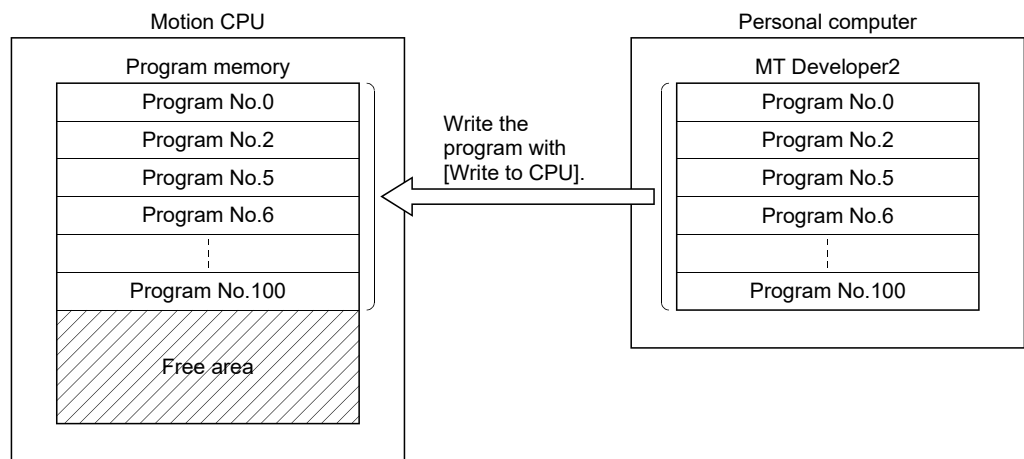 Motion CPU
Program memory
Program No.0
Program No.2
Program No.5
Program No.6
Program No.100
Free area
Write the
program with
[Write to CPU].
Personal computer
MT Developer2
Program No.0
Program No.2
Program No.5
Program No.6
Program No.100